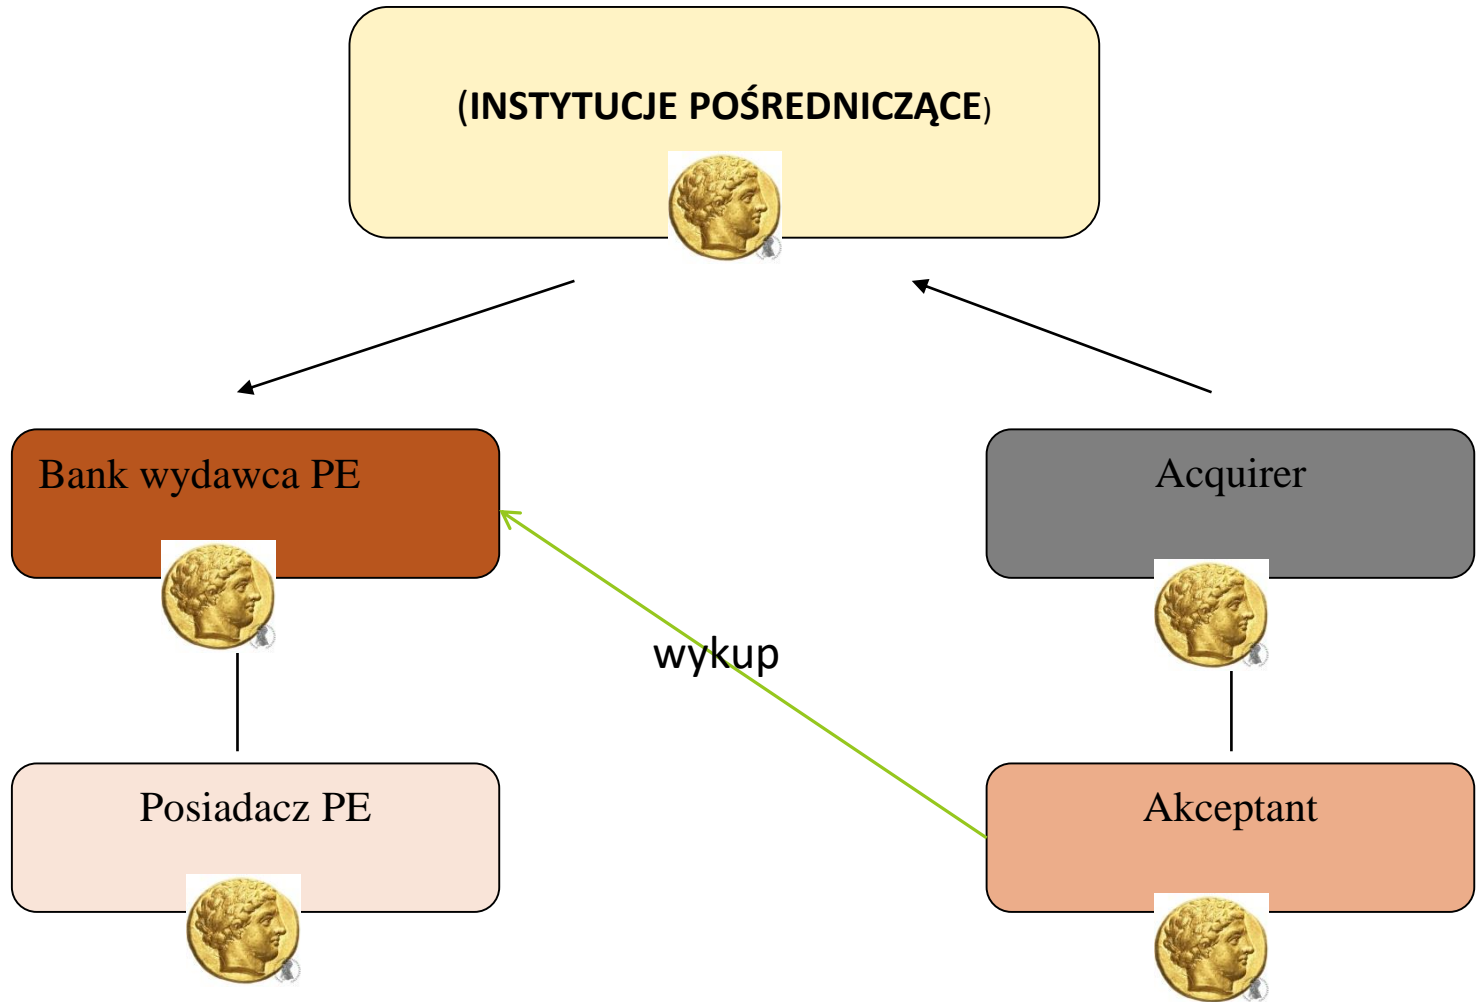 (INSTYTUCJE POŚREDNICZĄCE)
Bank wydawca PE
Acquirer
wykup
Posiadacz PE
Akceptant